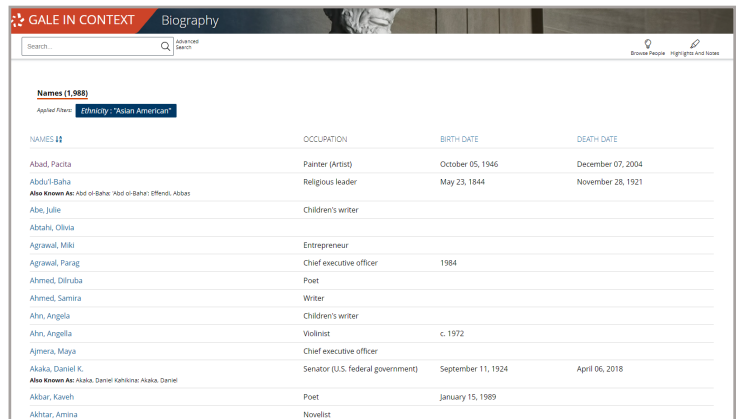 GALE IN CONTEXT Biography
Search... Advanced Search
Browse People Highlights And Notes
Names (1,988)
Applied Filters: Ethnicity : "Asian American"
NAMES OCCUPATION BIRTH DATE DEATH DATE
Abad, Pacita Painter (Artist) October 05, 1946 December 07, 2004
Abdu'l-Baha Religious leader May 23, 1844 November 28, 1921
Also Known As: Abd ol-Baha; 'Abd ol-Baha'; Effendi, Abbas
Abe, Julie Children's writer
Abtahi, Olivia
Agrawal, Miki Entrepreneur
Agrawal, Parag Chief executive officer 1984
Ahmed, Dilruba Poet
Ahmed, Samira Writer
Ahn, Angela Children's writer
Ahn, Angella Violinist c. 1972
Ajmera, Maya Chief executive officer
Akaka, Daniel K. Senator (U.S. federal government) September 11, 1924 April 06, 2018
Also Known As: Akaka, Daniel Kahikina; Akaka, Daniel
Akbar, Kaveh Poet January 15, 1989
Akhtar, Amina Novelist